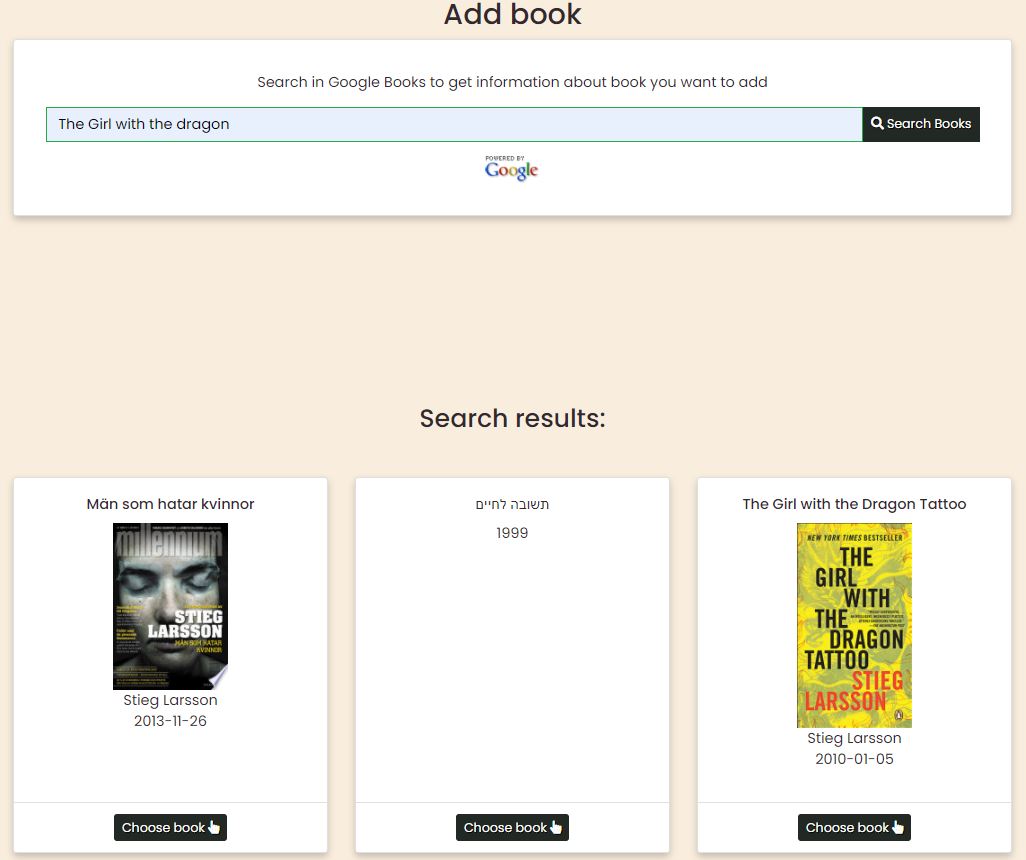 Add book
Search in Google Books to get information about book you want to add
The Girl with the dragon
Search Books
POWERED BY
Google
Search results:
Män som hatar kvinnor
millennium
STIEG
LARSSON
MÄN SOM HATAR
KVINNOR
Stieg Larsson
2013-11-26
Choose book
תשובה לחיים
1999
Choose book
The Girl with the Dragon Tattoo
NEW YORK TIMES BESTSELLER
THE
GIRL
WITH
THE
DRAGON
TATTOO
STIEG
LARSSON
Stieg Larsson
2010-01-05
Choose book